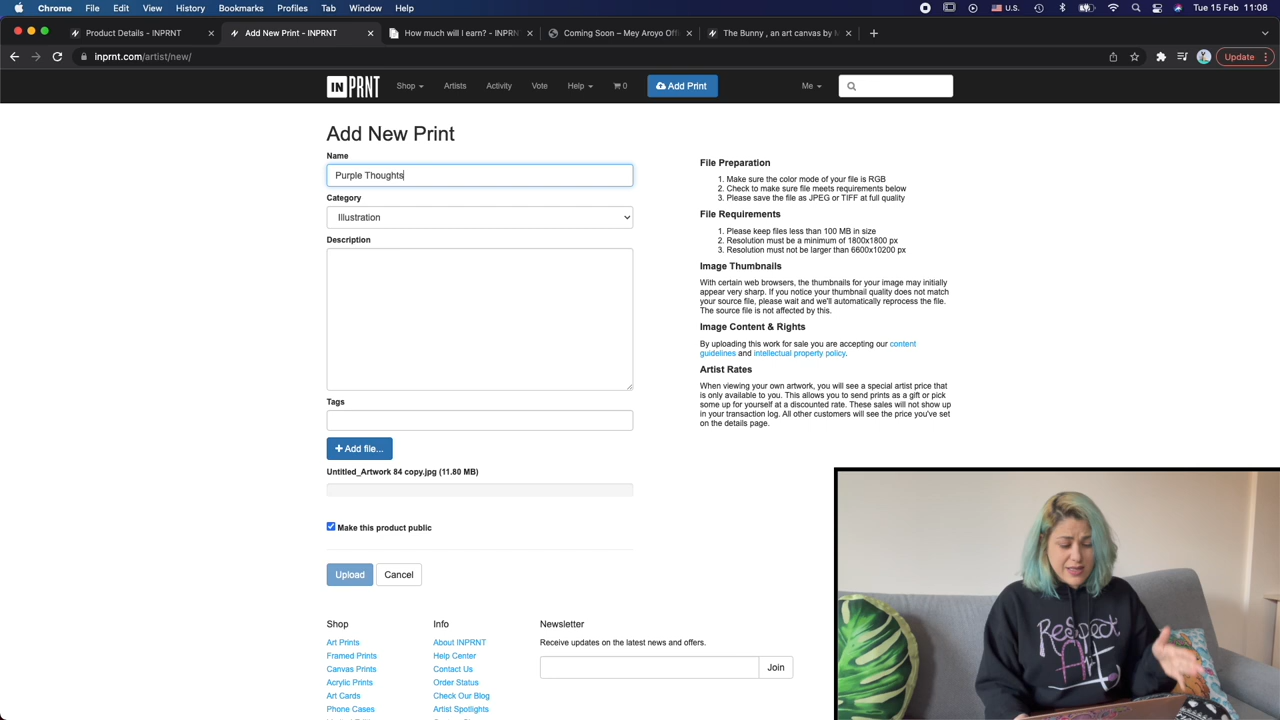 Chrome File Edit View History Bookmarks Profiles Tab Window Help
Tue 15 Nov 11:08
Product Details - INPRNT
Add New Print - INPRNT
How much will I earn? - INPRN
Coming Soon – Mey Aroyo Offi
The Bunny , an art canvas by M
inprnt.com/artist/new/
Update
INPRNT
Shop
Artists
Activity
Vote
Help
0
Add Print
Me
Add New Print
Name
Purple Thoughts
Category
Illustration
Description
Tags
+ Add file...
Untitled_Artwork 84 copy.jpg (11.80 MB)
Make this product public
Upload
Cancel
File Preparation
1. Make sure the color mode of your file is RGB
2. Check to make sure file meets requirements below
3. Please save the file as JPEG or TIFF at full quality
File Requirements
1. Please keep files less than 100 MB in size
2. Resolution must be a minimum of 1800x1800 px
3. Resolution must not be larger than 6600x10200 px
Image Thumbnails
With certain web browsers, the thumbnails for your image may initially
appear very sharp. If you notice your thumbnail quality does not match
your source file, please wait and we'll automatically reprocess the file.
The source file is not affected by this.
Image Content & Rights
By uploading this work for sale you are accepting our content
guidelines and intellectual property policy.
Artist Rates
When viewing your own artwork, you will see a special artist price that
is only available to you. This allows you to send prints as a gift or pick
some up for yourself at a discounted rate. These sales will not show up
in your transaction log. All other customers will see the price you've set
on the details page.
Shop
Art Prints
Framed Prints
Canvas Prints
Acrylic Prints
Art Cards
Phone Cases
Info
About INPRNT
Help Center
Contact Us
Order Status
Check Our Blog
Artist Spotlights
Newsletter
Receive updates on the latest news and offers.
Join
Respect